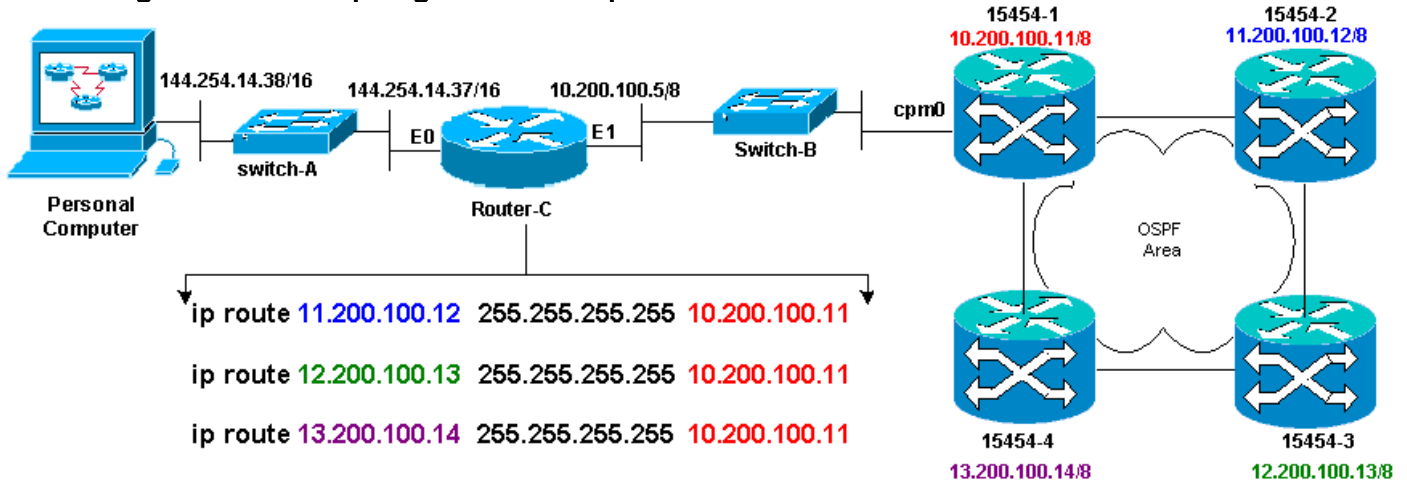 15454-1
10.200.100.11/8
15454-2
11.200.100.12/8
144.254.14.38/16
144.254.14.37/16
10.200.100.5/8
cpm0
E0
E1
switch-A
Switch-B
Personal
Computer
Router-C
OSPF
Area
ip route 11.200.100.12 255.255.255.255 10.200.100.11
ip route 12.200.100.13 255.255.255.255 10.200.100.11
ip route 13.200.100.14 255.255.255.255 10.200.100.11
15454-4
13.200.100.14/8
15454-3
12.200.100.13/8